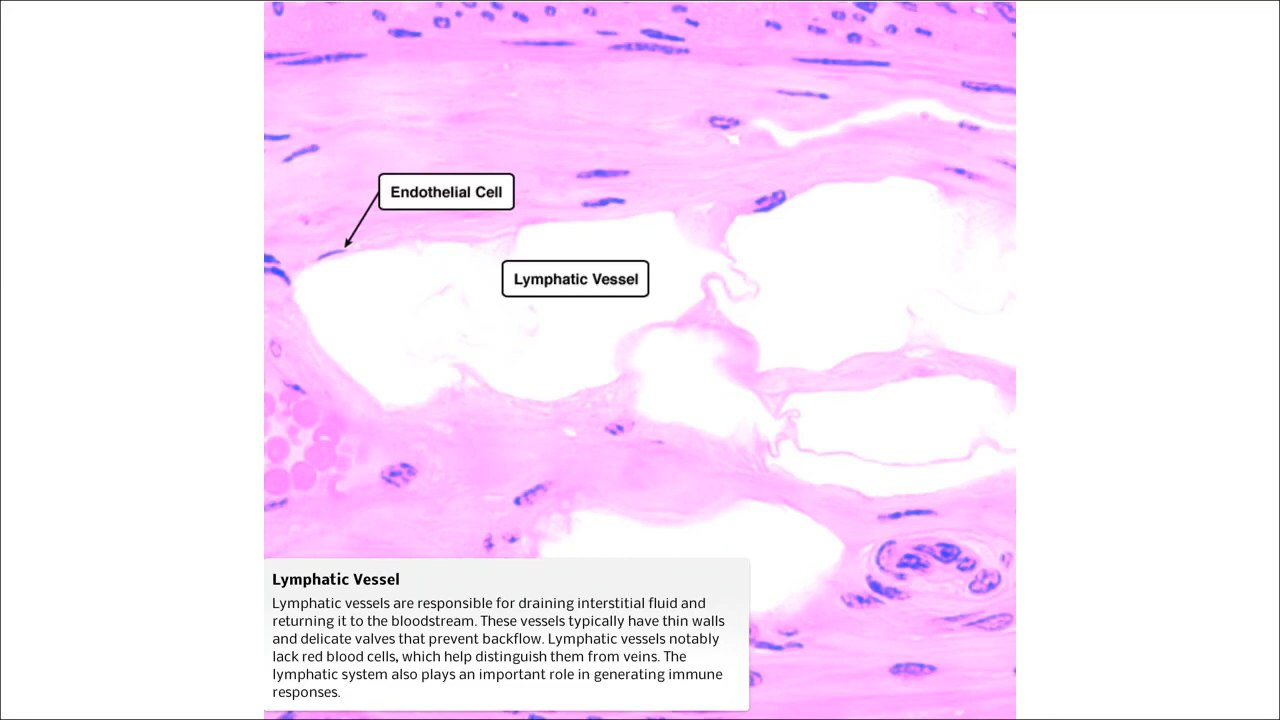 Endothelial Cell
Lymphatic Vessel
Lymphatic Vessel
Lymphatic vessels are responsible for draining interstitial fluid and
returning it to the bloodstream. These vessels typically have thin walls
and delicate valves that prevent backflow. Lymphatic vessels notably
lack red blood cells, which help distinguish them from veins. The
lymphatic system also plays an important role in generating immune
responses.